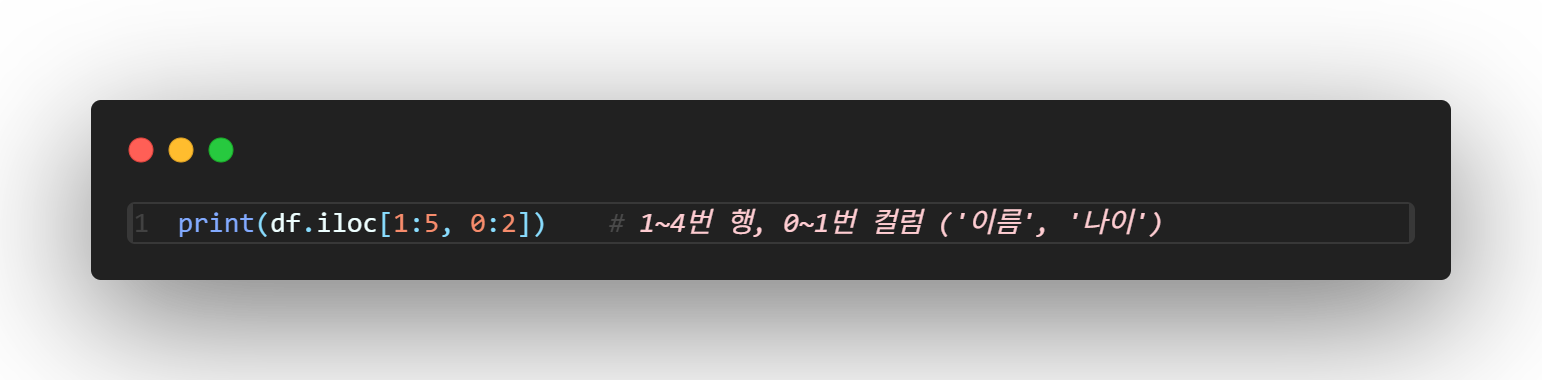 1 print(df.iloc[1:5, 0:2])    # 1~4번 행, 0~1번 컬럼 ('이름', '나이')